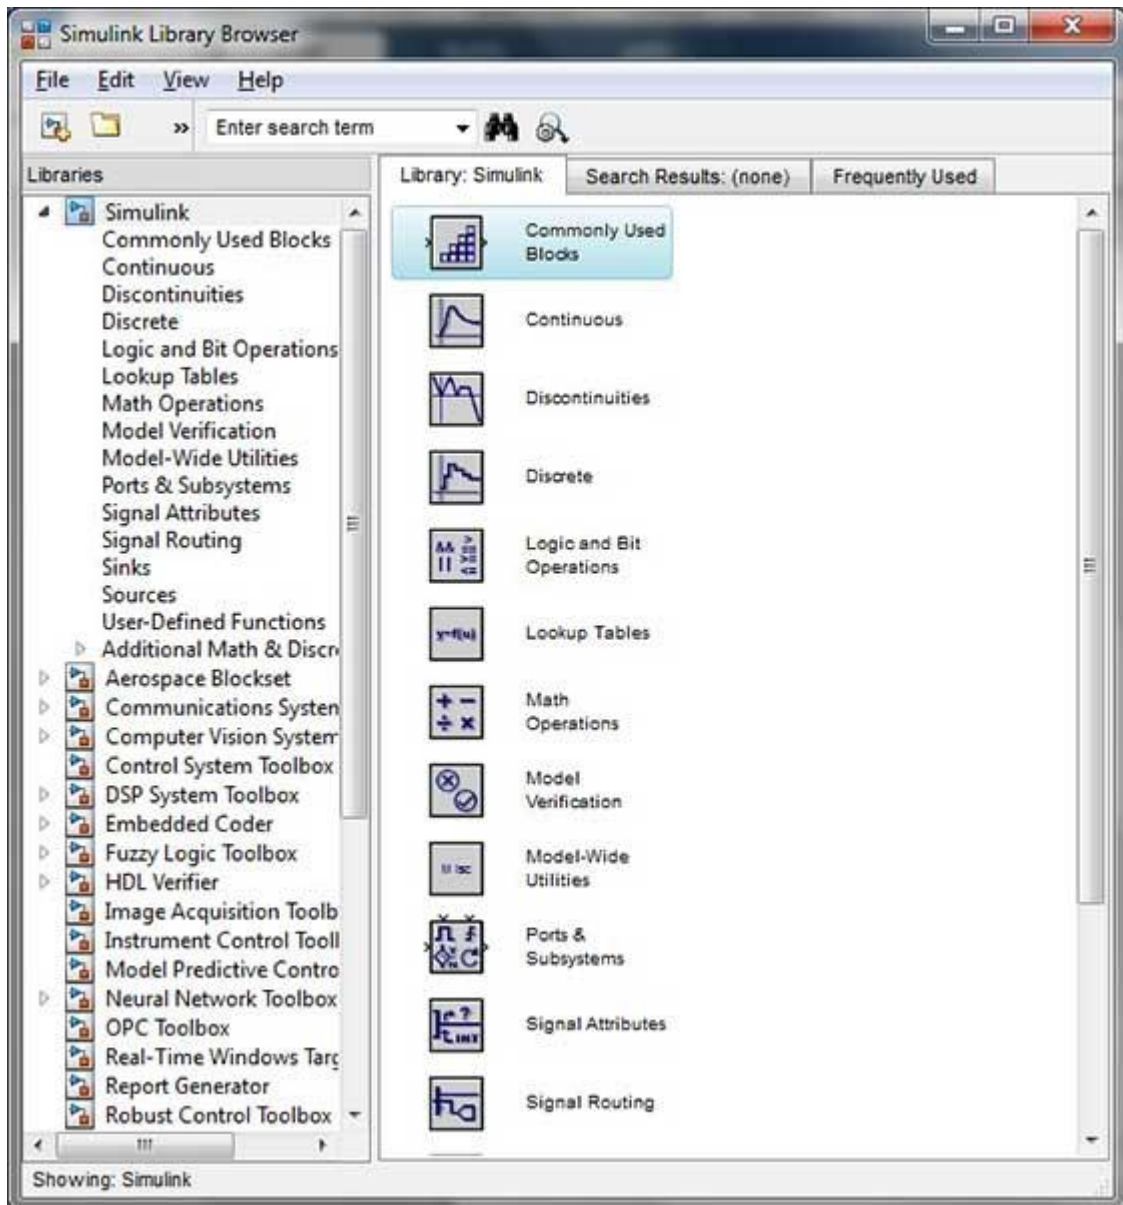 Simulink Library Browser
File Edit View Help
» Enter search term
Libraries
Simulink
Commonly Used Blocks
Continuous
Discontinuities
Discrete
Logic and Bit Operations
Lookup Tables
Math Operations
Model Verification
Model-Wide Utilities
Ports & Subsystems
Signal Attributes
Signal Routing
Sinks
Sources
User-Defined Functions
Additional Math & Discr
Aerospace Blockset
Communications System
Computer Vision System
Control System Toolbox
DSP System Toolbox
Embedded Coder
Fuzzy Logic Toolbox
HDL Verifier
Image Acquisition Toolb
Instrument Control Tooll
Model Predictive Contro
Neural Network Toolbox
OPC Toolbox
Real-Time Windows Targ
Report Generator
Robust Control Toolbox
Library: Simulink
Search Results: (none)
Frequently Used
Commonly Used
Blocks
Continuous
Discontinuities
Discrete
&& >
|| >=
<=
Logic and Bit
Operations
y=f(u)
Lookup Tables
+ −
÷ ×
Math
Operations
Model
Verification
Model-Wide
Utilities
Ports &
Subsystems
?
INT
Signal Attributes
Signal Routing
Showing: Simulink